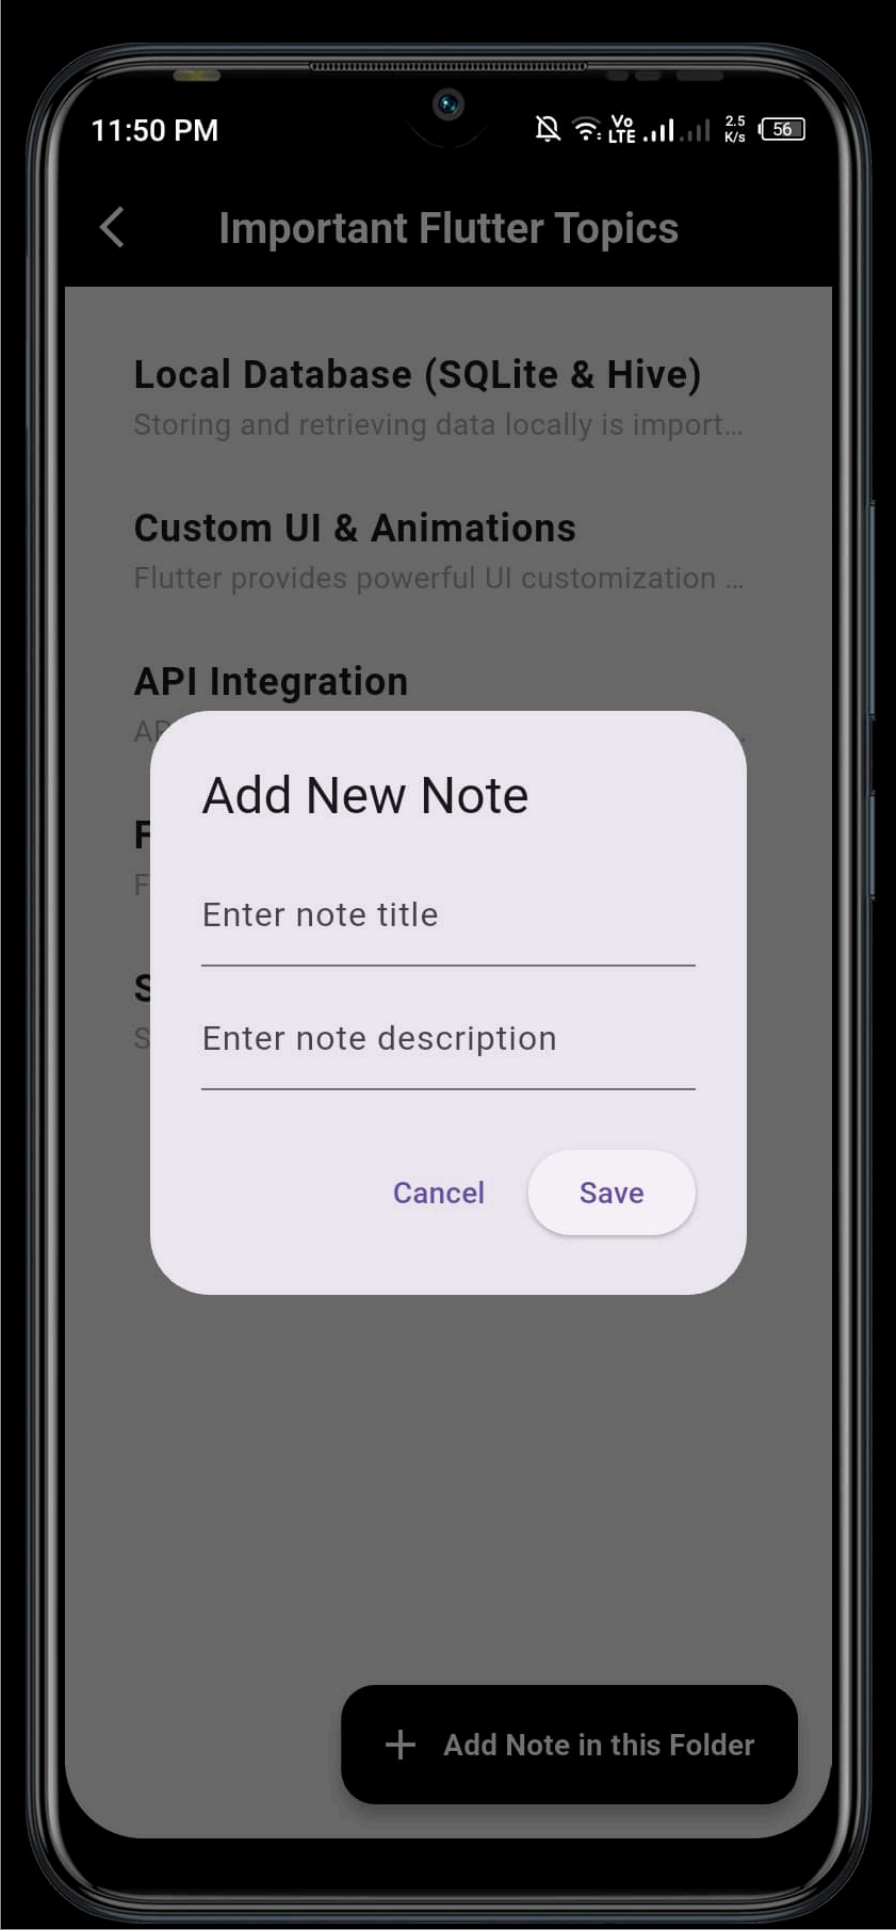 11:50 PM
Vo
LTE
2.5
K/s
56
Important Flutter Topics
Local Database (SQLite & Hive)
Storing and retrieving data locally is import...
Custom UI & Animations
Flutter provides powerful UI customization ...
API Integration
Add New Note
Enter note title
Enter note description
Cancel
Save
Add Note in this Folder